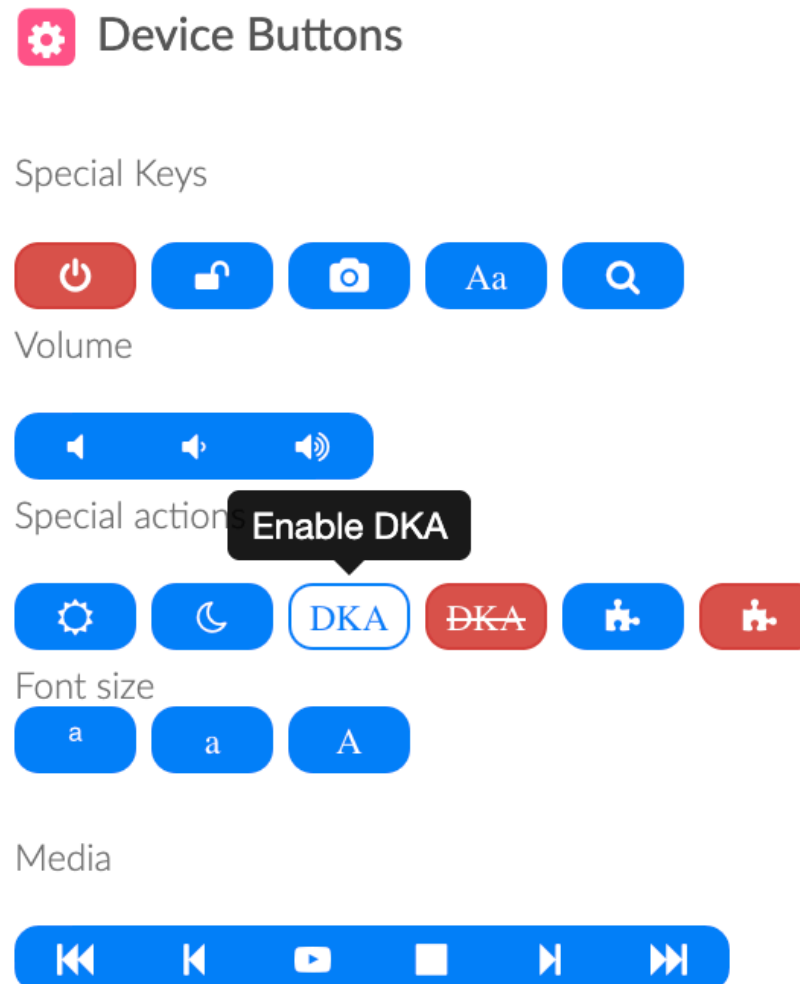 Device Buttons
Special Keys
Aa
Volume
Special actions
Enable DKA
DKA DKA
Font size
a a A
Media